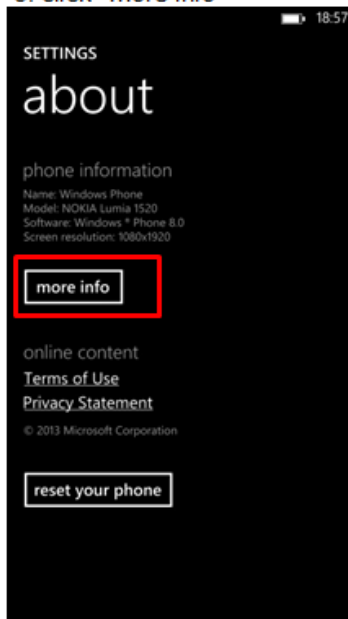 18:57
SETTINGS
about
phone information
Name: Windows Phone
Model: NOKIA Lumia 1520
Software: Windows * Phone 8.0
Screen resolution: 1080x1920
more info
online content
Terms of Use
Privacy Statement
© 2013 Microsoft Corporation
reset your phone